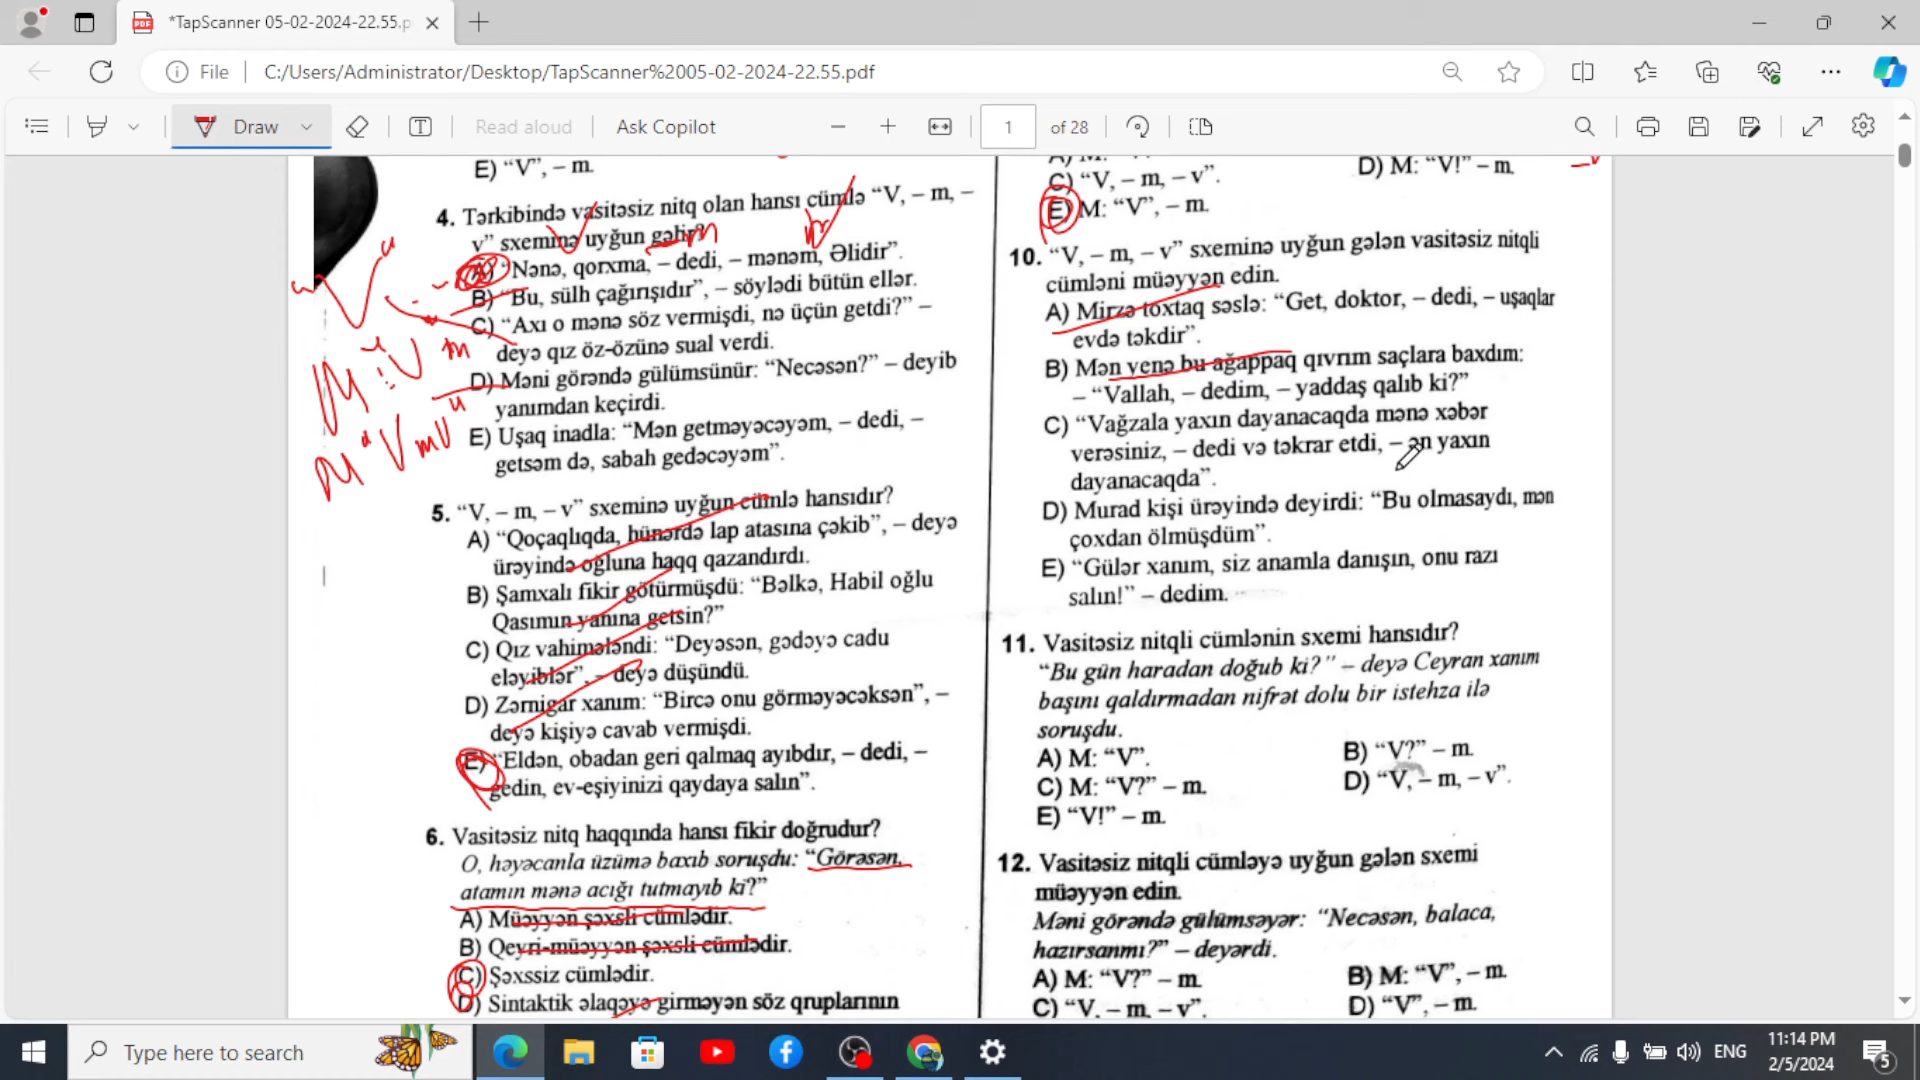 *TapScanner 05-02-2024-22.55.p
File
C:/Users/Administrator/Desktop/TapScanner%2005-02-2024-22.55.pdf
Draw
Read aloud
Ask Copilot
1
of 28
E) “V”, – m.
4. Tərkibində vasitəsiz nitq olan hansı cümlə “V, – m, –
v” sxeminə uyğun gəlir?
A) “Nənə, qorxma, – dedi, – mənəm, Əlidir”.
B) “Bu, sülh çağırışıdır”, – söylədi bütün ellər.
C) “Axı o mənə söz vermişdi, nə üçün getdi?” –
deyə qız öz-özünə sual verdi.
D) Məni görəndə gülümsünür: “Necəsən?” – deyib
yanımdan keçirdi.
E) Uşaq inadla: “Mən getməyəcəyəm, – dedi, –
getsəm də, sabah gedəcəyəm”.
5. “V, – m, – v” sxeminə uyğun cümlə hansıdır?
A) “Qoçaqlıqda, hünərdə lap atasına çəkib”, – deyə
ürəyində oğluna haqq qazandırdı.
B) Şamxalı fikir götürmüşdü: “Bəlkə, Habil oğlu
Qasımın yanına getsin?”
C) Qız vahimələndi: “Deyəsən, gədəyə cadu
eləyiblər”, – deyə düşündü.
D) Zərnigar xanım: “Bircə onu görməyəcəksən”, –
deyə kişiyə cavab vermişdi.
E) “Eldən, obadan geri qalmaq ayıbdır, – dedi, –
gedin, ev-eşiyinizi qaydaya salın”.
6. Vasitəsiz nitq haqqında hansı fikir doğrudur?
O, həyəcanla üzümə baxıb soruşdu: “Görəsən,
atamın mənə acığı tutmayıb ki?”
A) Müəyyən şəxsli cümlədir.
B) Qeyri-müəyyən şəxsli cümlədir.
C) Şəxssiz cümlədir.
D) Sintaktik əlaqəyə girməyən söz qruplarının
D) M: “V!” – m.
C) “V, – m, – v”.
E) M: “V”, – m.
10. “V, – m, – v” sxeminə uyğun gələn vasitəsiz nitqli
cümləni müəyyən edin.
A) Mirzə toxtaq səslə: “Get, doktor, – dedi, – uşaqlar
evdə təkdir”.
B) Mən yenə bu ağappaq qıvrım saçlara baxdım:
– “Vallah, – dedim, – yaddaş qalıb ki?”
C) “Vağzala yaxın dayanacaqda mənə xəbər
verəsiniz, – dedi və təkrar etdi, – ən yaxın
dayanacaqda”.
D) Murad kişi ürəyində deyirdi: “Bu olmasaydı, mən
çoxdan ölmüşdüm”.
E) “Gülər xanım, siz anamla danışın, onu razı
salın!” – dedim.
11. Vasitəsiz nitqli cümlənin sxemi hansıdır?
“Bu gün haradan doğub ki?” – deyə Ceyran xanım
başını qaldırmadan nifrət dolu bir istehza ilə
soruşdu.
A) M: “V”. B) “V?” – m.
C) M: “V?” – m. D) “V, – m, – v”.
E) “V!” – m.
12. Vasitəsiz nitqli cümləyə uyğun gələn sxemi
müəyyən edin.
Məni görəndə gülümsəyər: “Necəsən, balaca,
hazırsanmı?” – deyərdi.
A) M: “V?” – m. B) M: “V”, – m.
C) “V, – m, – v”. D) “V”, – m.
Type here to search
ENG
11:14 PM
2/5/2024
5